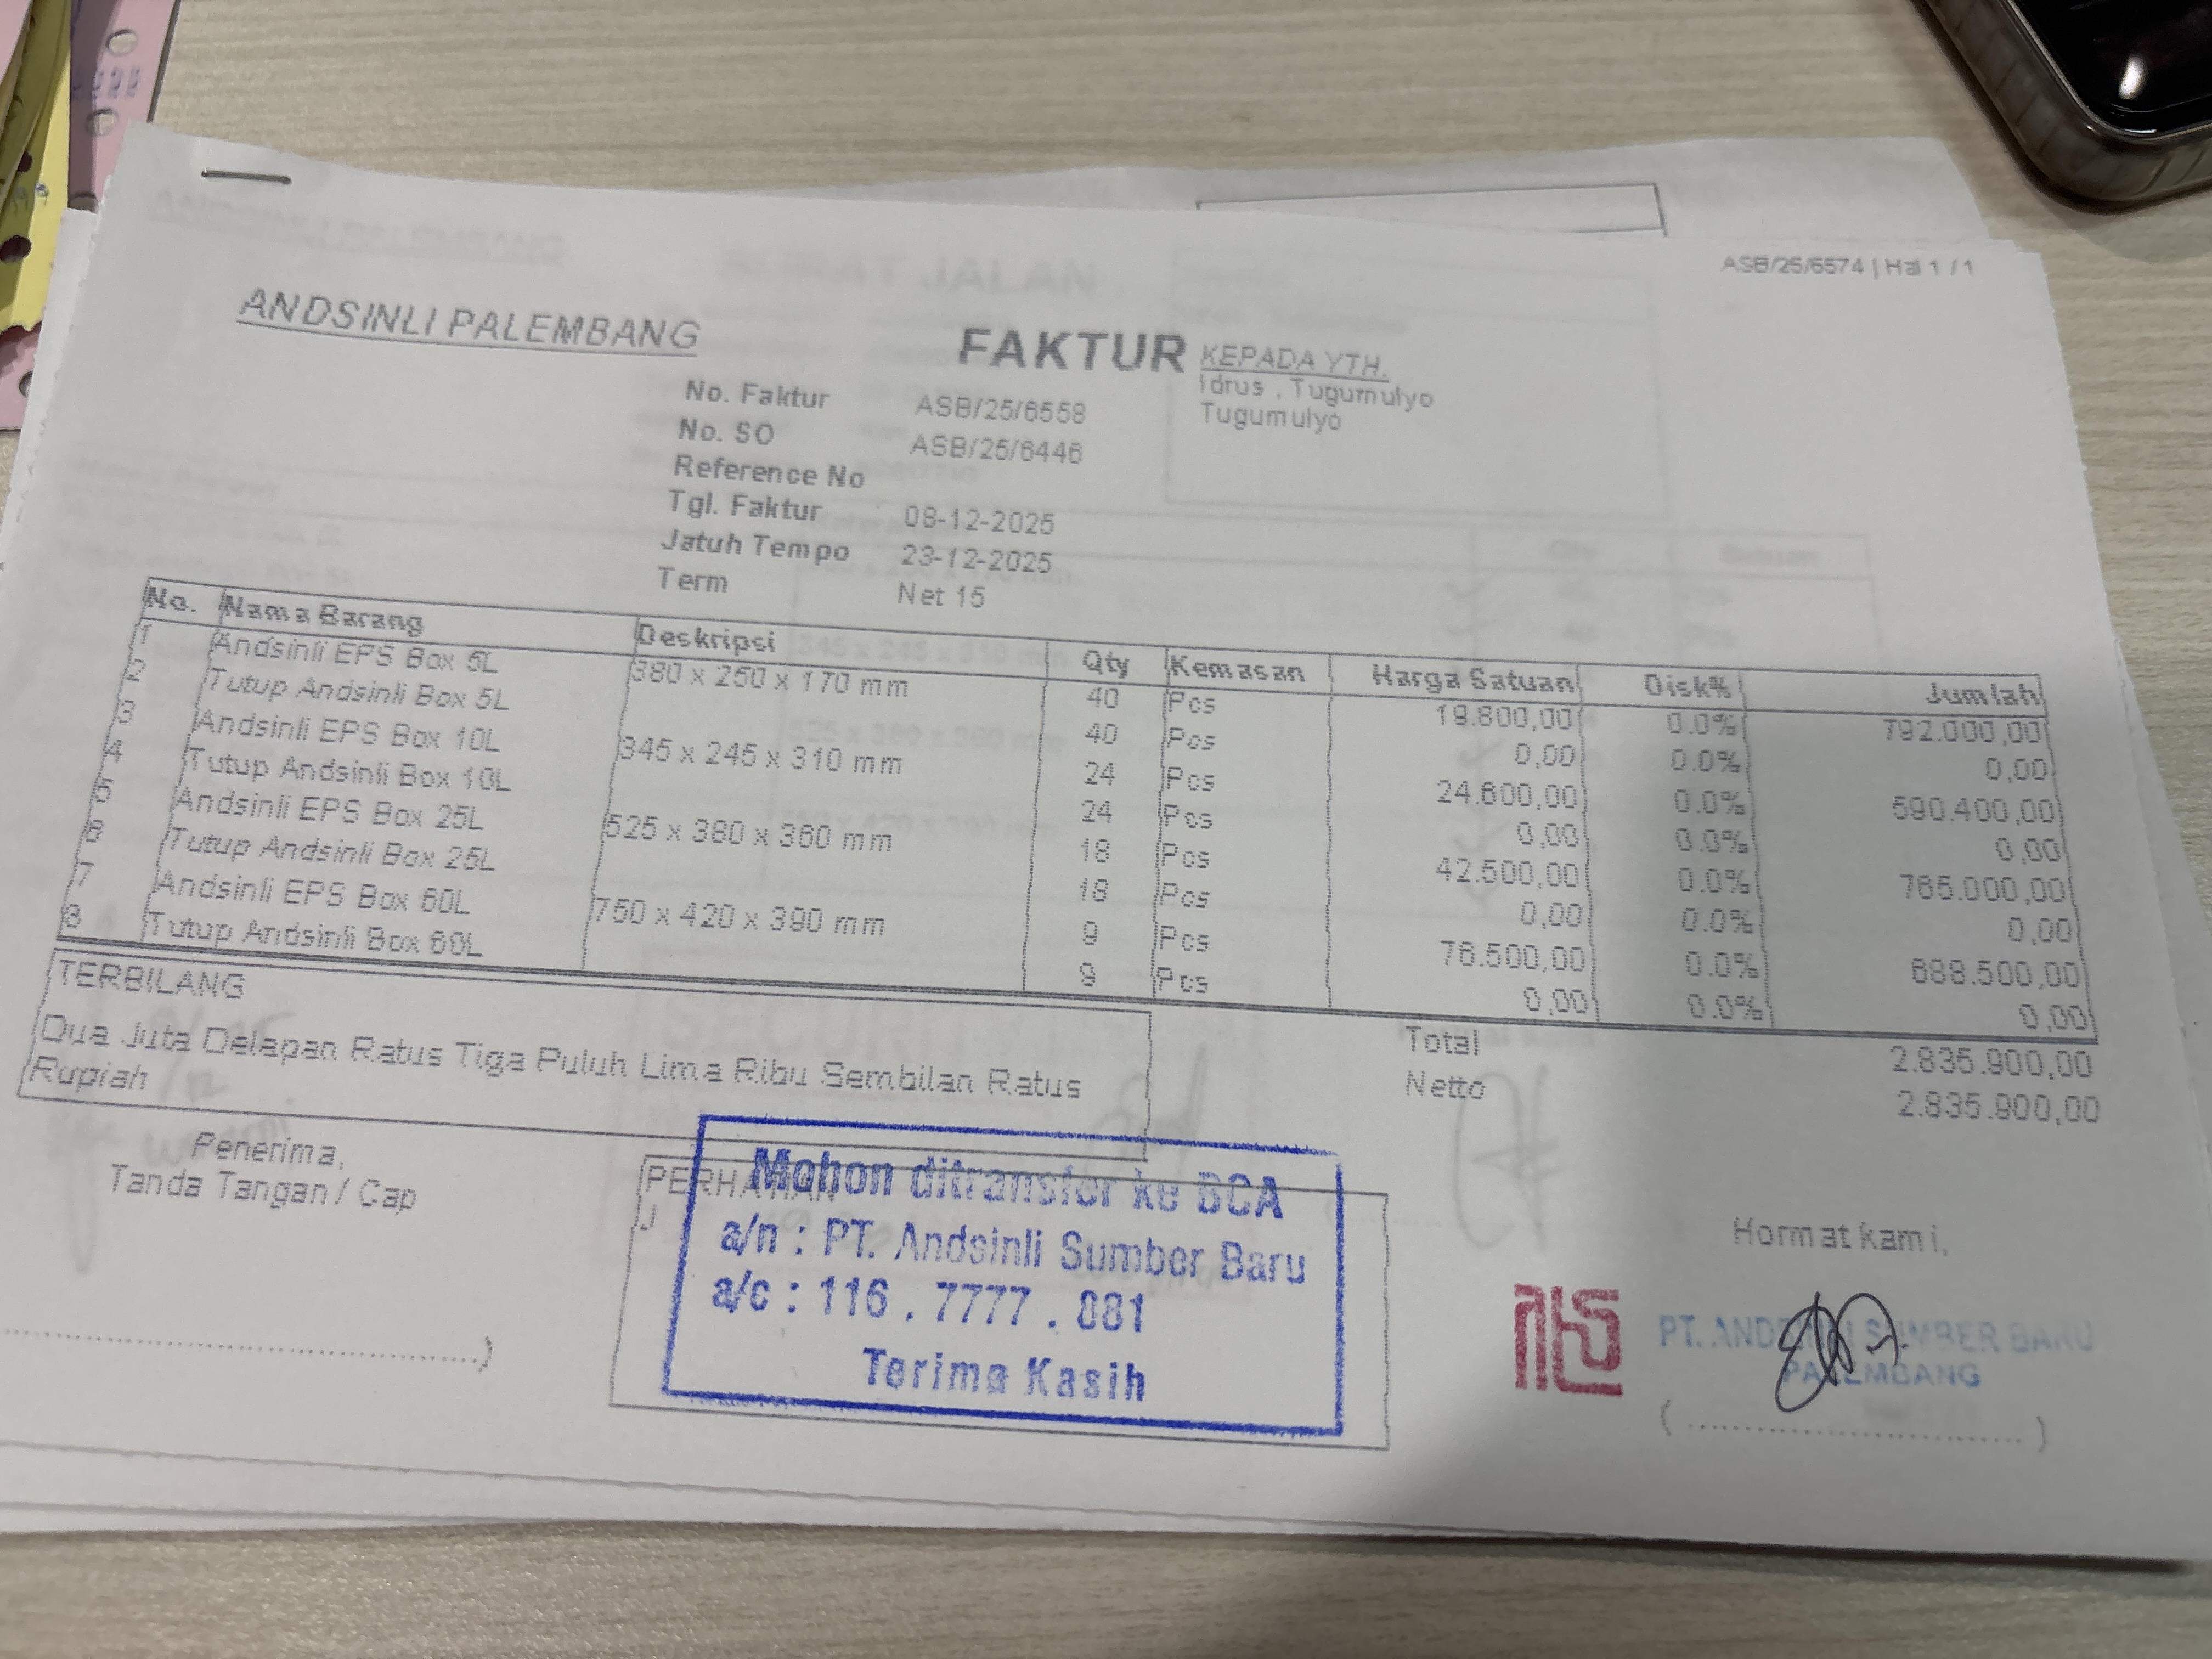 ASB/25/6574 | Hal 1 / 1
ANDSINLI PALEMBANG
FAKTUR
KEPADA YTH.
Idrus , Tugumulyo
Tugumulyo
No. Faktur ASB/25/6558
No. SO ASB/25/6446
Reference No
Tgl. Faktur 08-12-2025
Jatuh Tempo 23-12-2025
Term Net 15
No. Nama Barang Deskripsi Qty Kemasan Harga Satuan Disk% Jumlah
1 Andsinli EPS Box 5L 380 x 250 x 170 mm 40 Pcs 19.800,00 0.0% 792.000,00
2 Tutup Andsinli Box 5L 40 Pcs 0,00 0.0% 0,00
3 Andsinli EPS Box 10L 345 x 245 x 310 mm 24 Pcs 24.600,00 0.0% 590.400,00
4 Tutup Andsinli Box 10L 24 Pcs 0,00 0.0% 0,00
5 Andsinli EPS Box 25L 525 x 380 x 360 mm 18 Pcs 42.500,00 0.0% 765.000,00
6 Tutup Andsinli Box 25L 18 Pcs 0,00 0.0% 0,00
7 Andsinli EPS Box 60L 750 x 420 x 390 mm 9 Pcs 76.500,00 0.0% 688.500,00
8 Tutup Andsinli Box 60L 9 Pcs 0,00 0.0% 0,00
TERBILANG
Dua Juta Delapan Ratus Tiga Puluh Lima Ribu Sembilan Ratus
Rupiah
Total 2.835.900,00
Netto 2.835.900,00
Penerima,
Tanda Tangan / Cap
PERHATIAN
Mohon ditransfer ke BCA
a/n : PT. Andsinli Sumber Baru
a/c : 116 . 7777 . 881
Terima Kasih
Hormat kami,
PT. ANDSINLI SUMBER BARU
PALEMBANG